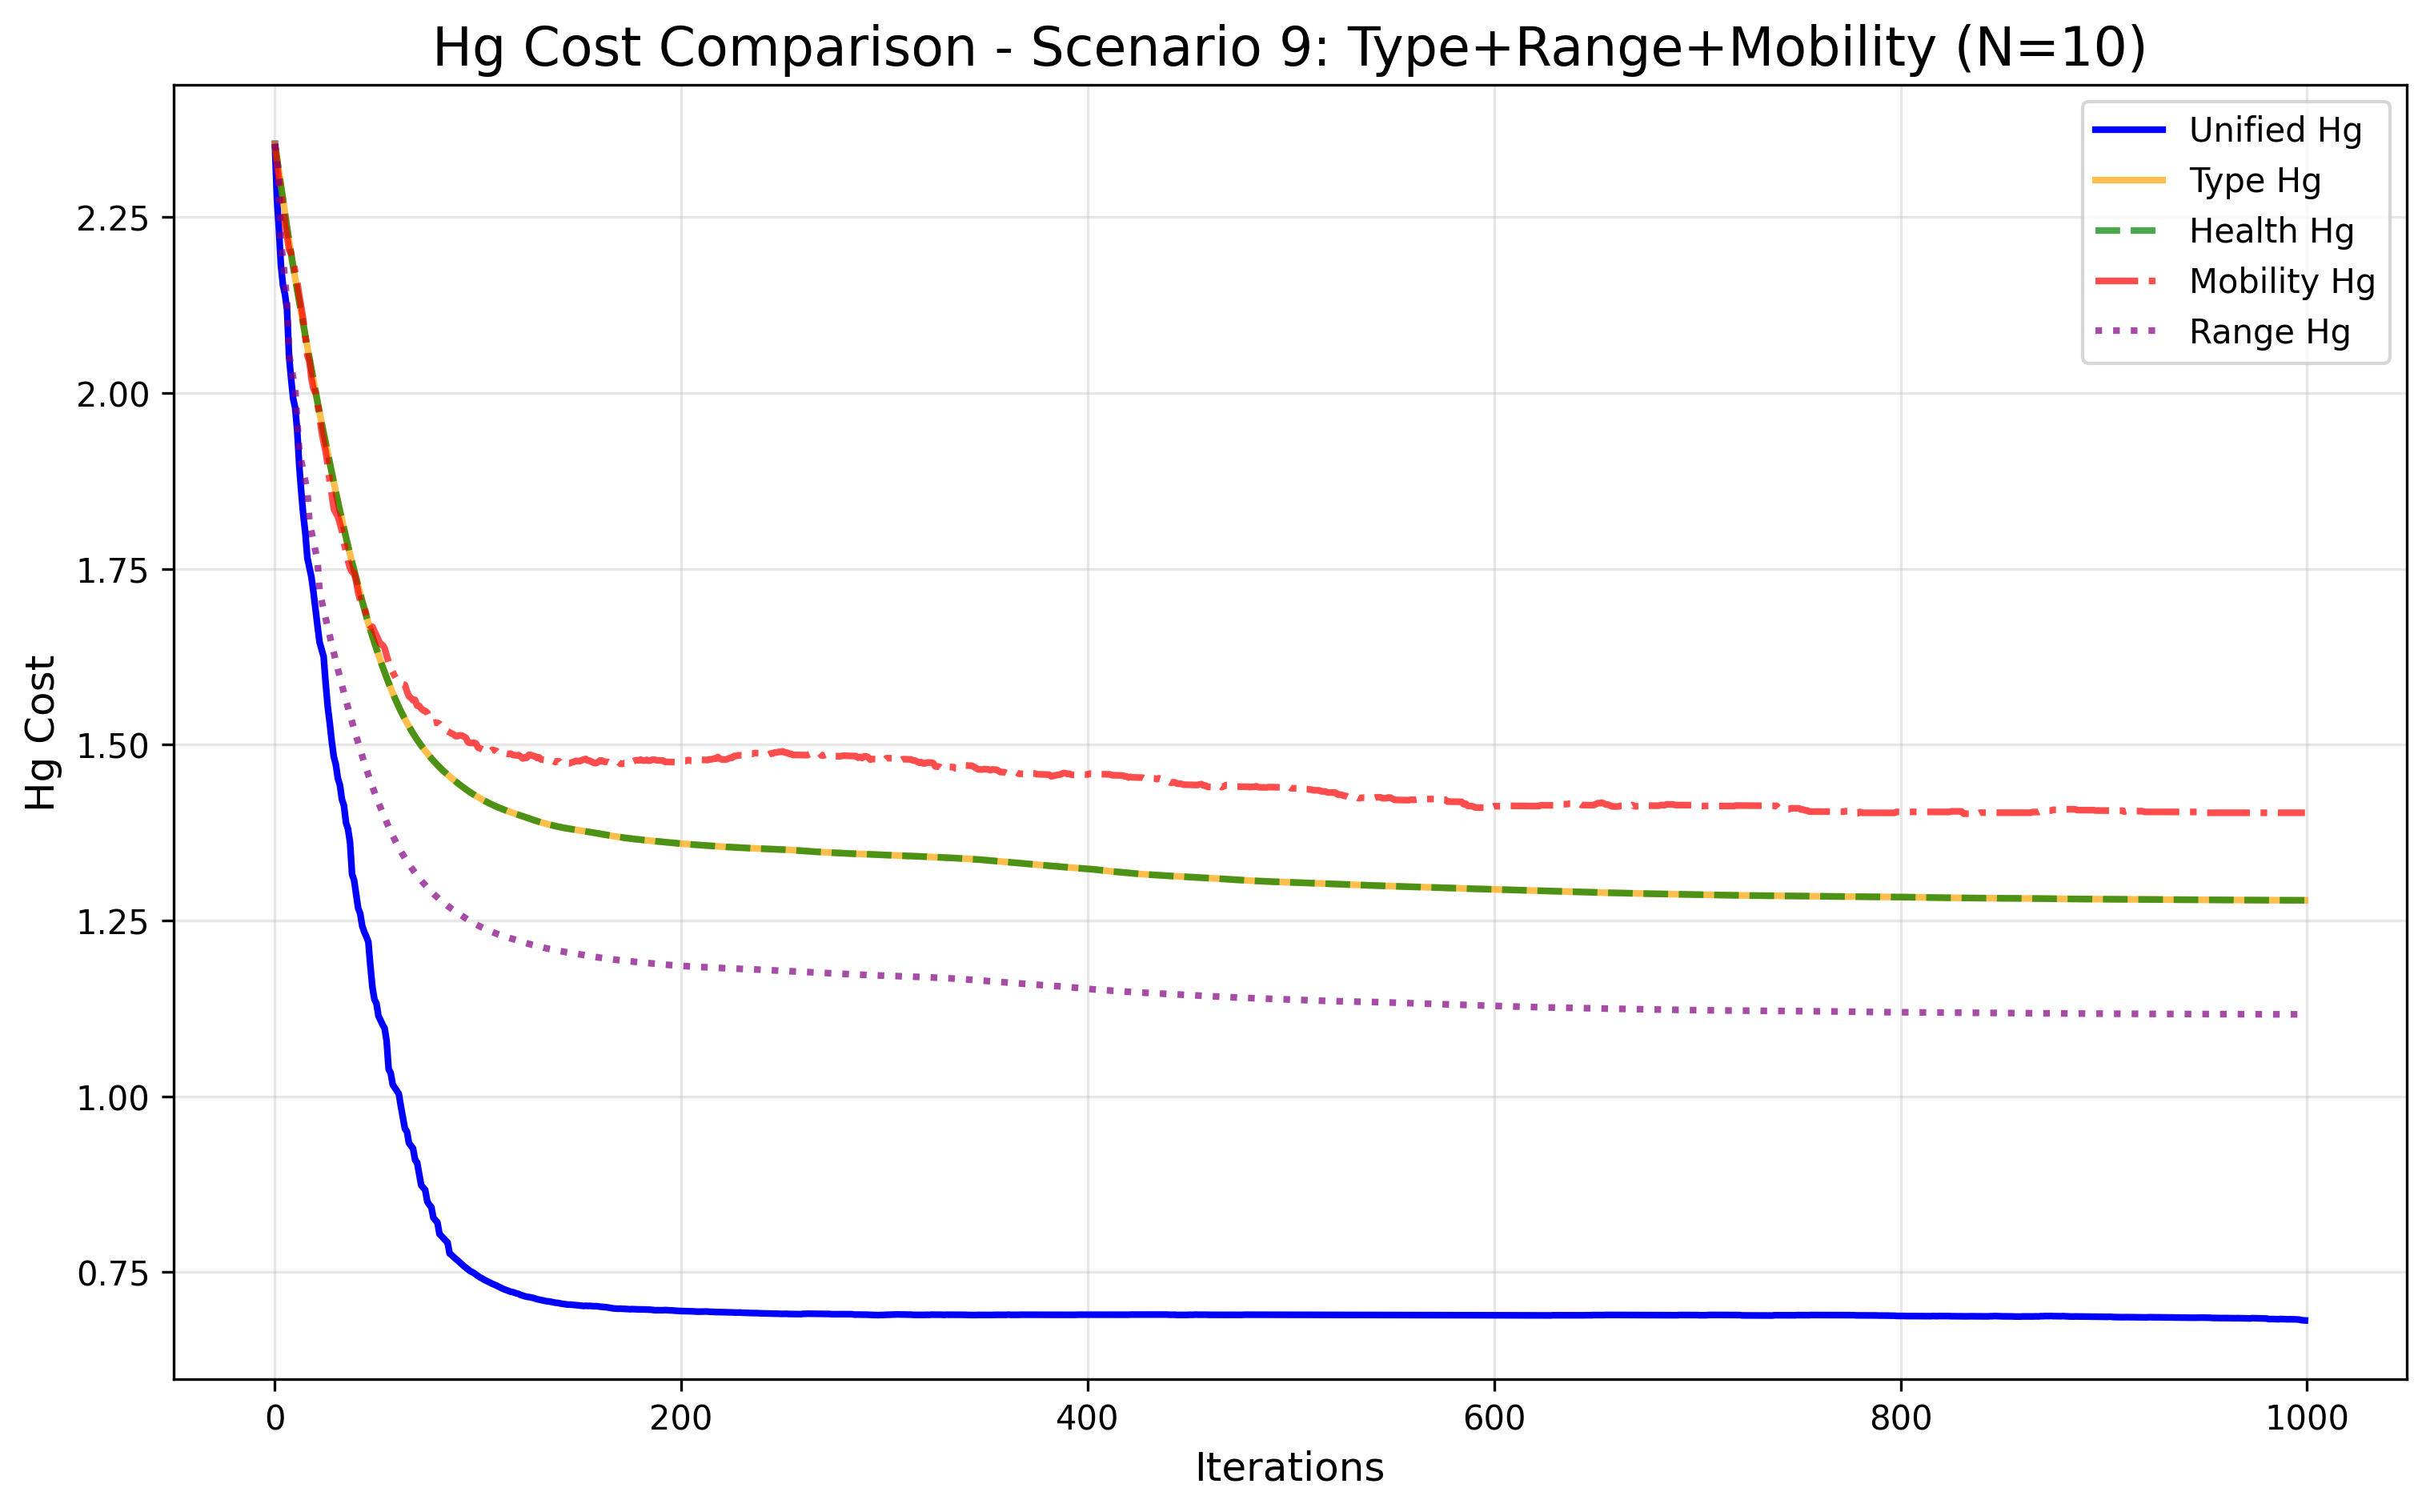 Hg Cost Comparison - Scenario 9: Type+Range+Mobility (N=10)
Unified Hg
Type Hg
Health Hg
Mobility Hg
Range Hg
2.25
2.00
1.75
1.50
1.25
1.00
0.75
Hg Cost
0 200 400 600 800 1000
Iterations